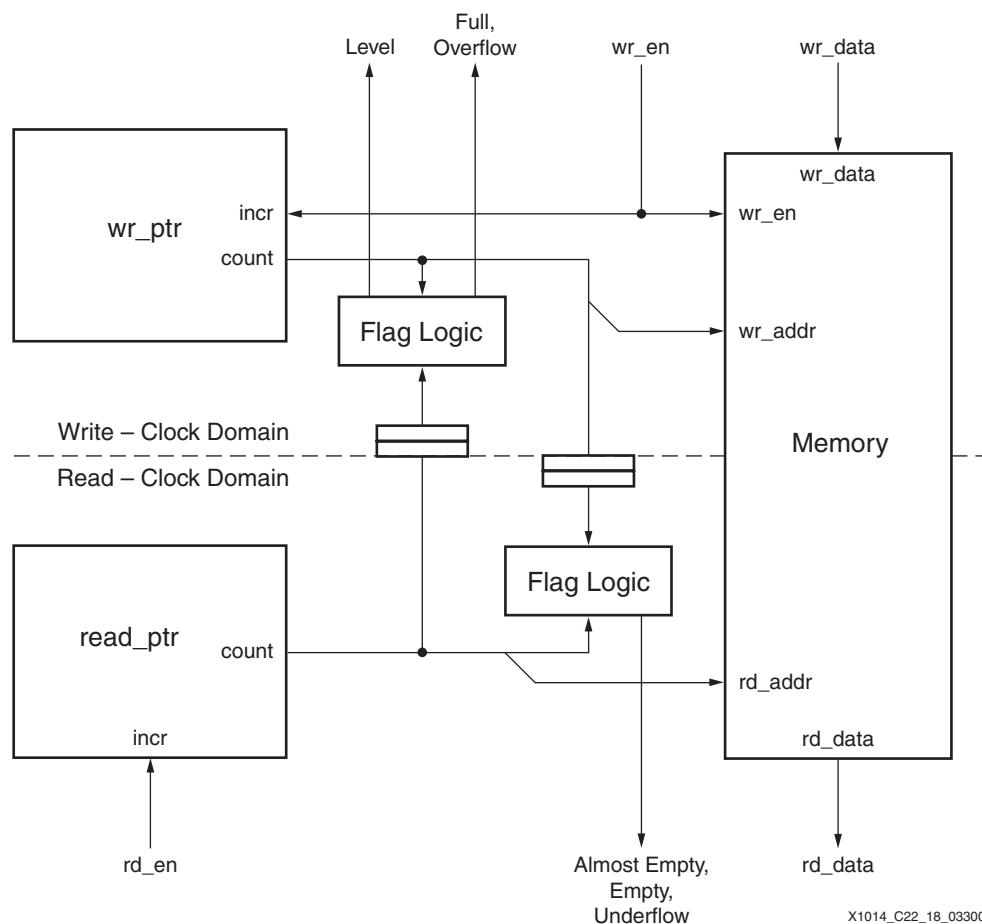 Full,
Level
Overflow
wr_en
wr_data
wr_data
incr
wr_en
wr_ptr
count
Flag Logic
wr_addr
Write – Clock Domain
Memory
Read – Clock Domain
Flag Logic
read_ptr
count
rd_addr
incr
rd_data
rd_en
Almost Empty,
Empty,
Underflow
rd_data
X1014_C22_18_03300